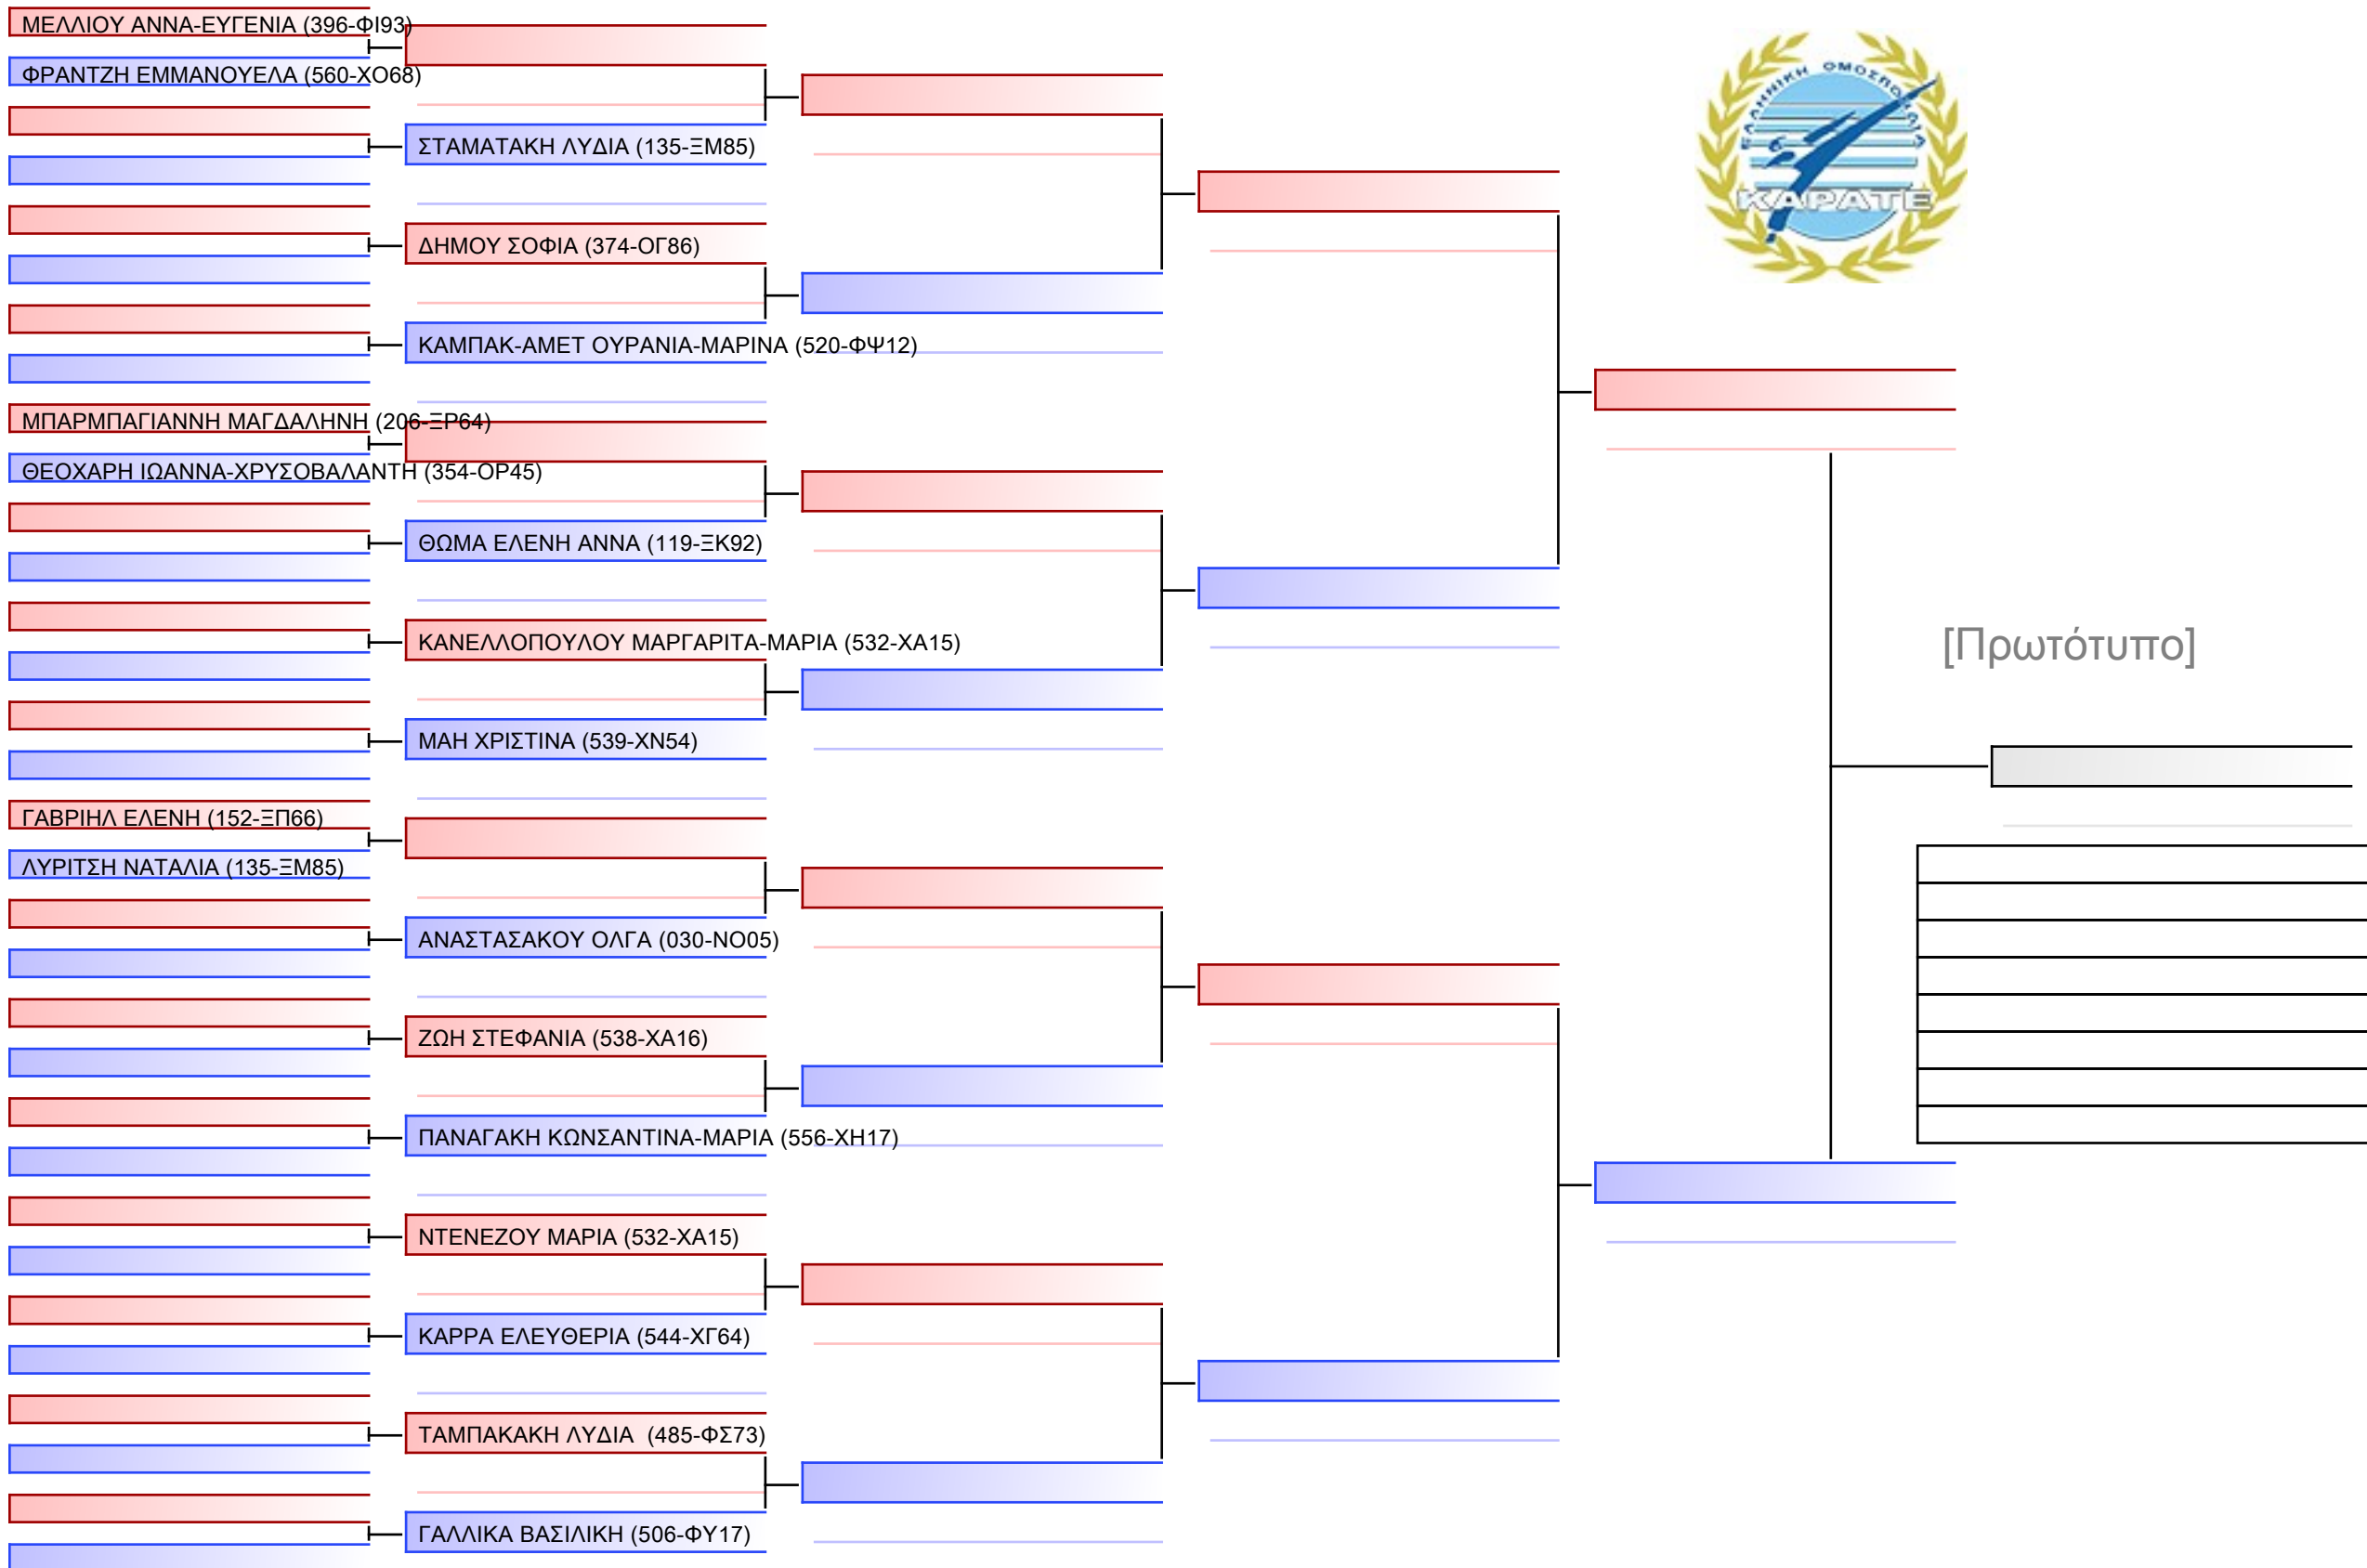 ΜΕΛΛΙΟΥ ΑΝΝΑ-ΕΥΓΕΝΙΑ (396-ΦΙ93)
ΦΡΑΝΤΖΗ ΕΜΜΑΝΟΥΕΛΑ (560-ΧΟ68)
ΣΤΑΜΑΤΑΚΗ ΛΥΔΙΑ (135-ΞΜ85)
ΔΗΜΟΥ ΣΟΦΙΑ (374-ΟΓ86)
ΚΑΜΠΑΚ-ΑΜΕΤ ΟΥΡΑΝΙΑ-ΜΑΡΙΝΑ (520-ΦΨ12)
ΜΠΑΡΜΠΑΓΙΑΝΝΗ ΜΑΓΔΑΛΗΝΗ (206-ΞΡ64)
ΘΕΟΧΑΡΗ ΙΩΑΝΝΑ-ΧΡΥΣΟΒΑΛΑΝΤΗ (354-ΟΡ45)
ΘΩΜΑ ΕΛΕΝΗ ΑΝΝΑ (119-ΞΚ92)
ΚΑΝΕΛΛΟΠΟΥΛΟΥ ΜΑΡΓΑΡΙΤΑ-ΜΑΡΙΑ (532-ΧΑ15)
ΜΑΗ ΧΡΙΣΤΙΝΑ (539-ΧΝ54)
ΓΑΒΡΙΗΛ ΕΛΕΝΗ (152-ΞΠ66)
ΛΥΡΙΤΣΗ ΝΑΤΑΛΙΑ (135-ΞΜ85)
ΑΝΑΣΤΑΣΑΚΟΥ ΟΛΓΑ (030-ΝΟ05)
ΖΩΗ ΣΤΕΦΑΝΙΑ (538-ΧΑ16)
ΠΑΝΑΓΑΚΗ ΚΩΝΣΑΝΤΙΝΑ-ΜΑΡΙΑ (556-ΧΗ17)
ΝΤΕΝΕΖΟΥ ΜΑΡΙΑ (532-ΧΑ15)
ΚΑΡΡΑ ΕΛΕΥΘΕΡΙΑ (544-ΧΓ64)
ΤΑΜΠΑΚΑΚΗ ΛΥΔΙΑ (485-ΦΣ73)
ΓΑΛΛΙΚΑ ΒΑΣΙΛΙΚΗ (506-ΦΥ17)
ΕΛΛΗΝΙΚΗ ΟΜΟΣΠΟΝΔΙΑ
ΚΑΡΑΤΕ
[Πρωτότυπο]